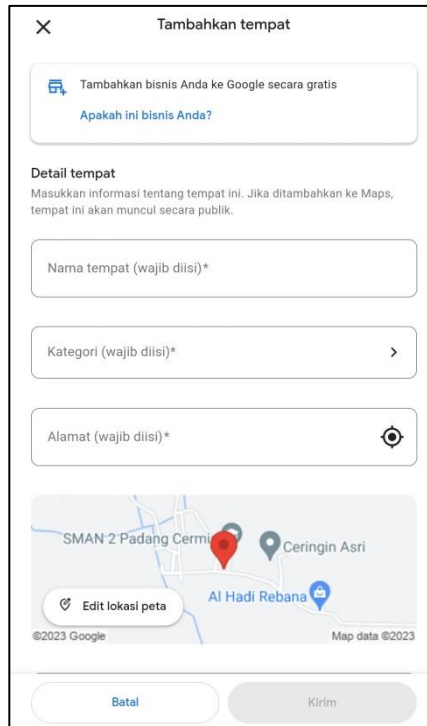 Tambahkan tempat
Tambahkan bisnis Anda ke Google secara gratis
Apakah ini bisnis Anda?
Detail tempat
Masukkan informasi tentang tempat ini. Jika ditambahkan ke Maps,
tempat ini akan muncul secara publik.
Nama tempat (wajib diisi)*
Kategori (wajib diisi)*
Alamat (wajib diisi)*
SMAN 2 Padang Cermi
Ceringin Asri
Al Hadi Rebana
Edit lokasi peta
©2023 Google
Map data ©2023
Batal
Kirim